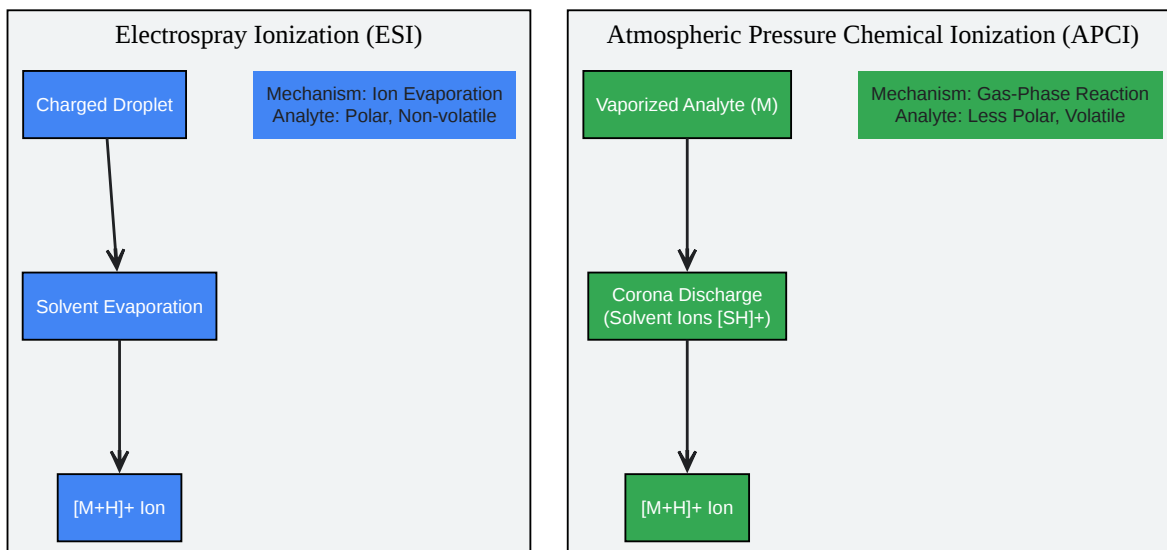 Electrospray Ionization (ESI)
Charged Droplet
Mechanism: Ion Evaporation
Analyte: Polar, Non-volatile
Solvent Evaporation
[M+H]+ Ion
Atmospheric Pressure Chemical Ionization (APCI)
Vaporized Analyte (M)
Mechanism: Gas-Phase Reaction
Analyte: Less Polar, Volatile
Corona Discharge
(Solvent Ions [SH]+)
[M+H]+ Ion